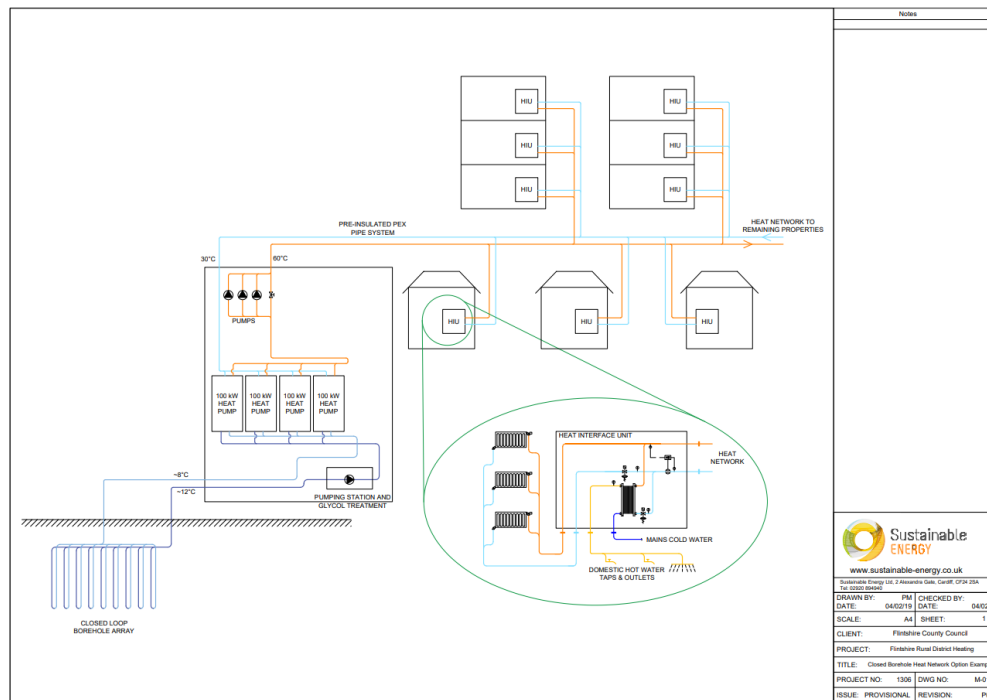 Notes
HIU
HIU
HIU
HIU
HIU
HIU
PRE-INSULATED PEX
PIPE SYSTEM
HEAT NETWORK TO
REMAINING PROPERTIES
30°C
60°C
PUMPS
HIU
HIU
HIU
100 kW
HEAT
PUMP
100 kW
HEAT
PUMP
100 kW
HEAT
PUMP
100 kW
HEAT
PUMP
~8°C
~12°C
PUMPING STATION AND
GLYCOL TREATMENT
CLOSED LOOP
BOREHOLE ARRAY
HEAT INTERFACE UNIT
HEAT
NETWORK
MAINS COLD WATER
DOMESTIC HOT WATER
TAPS & OUTLETS
Sustainable
ENERGY
www.sustainable-energy.co.uk
Sustainable Energy Ltd, 2 Alexandra Gate, Cardiff, CF24 2SA
Tel: 02920 894940
DRAWN BY: PM CHECKED BY:
DATE: 04/02/19 DATE: 04/02
SCALE: A4 SHEET: 1
CLIENT: Flintshire County Council
PROJECT: Flintshire Rural District Heating
TITLE: Closed Borehole Heat Network Option Examp
PROJECT NO: 1306 DWG NO: M-0
ISSUE: PROVISIONAL REVISION: P